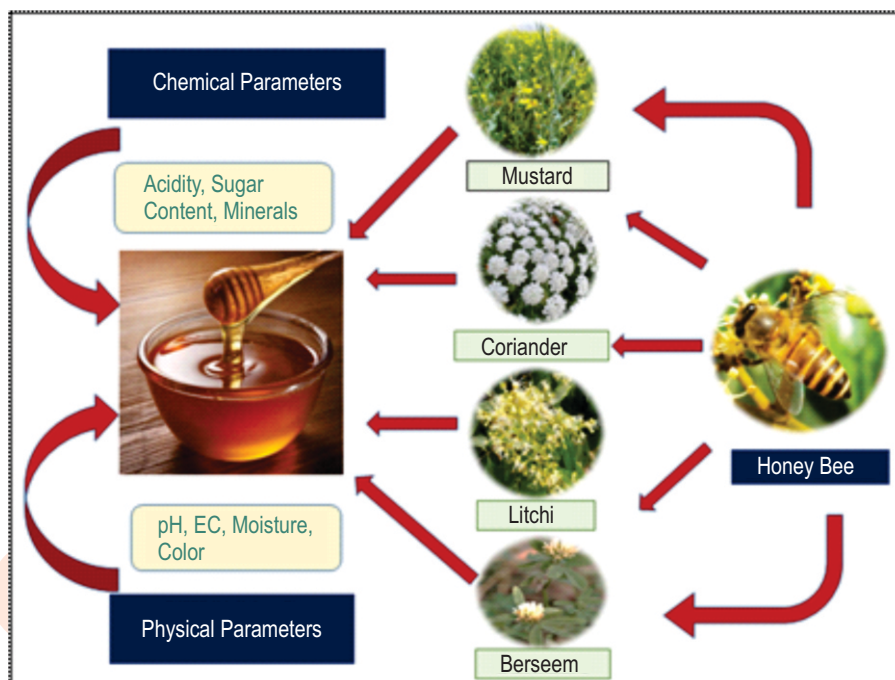 Chemical Parameters
Acidity, Sugar
Content, Minerals
pH, EC, Moisture,
Color
Physical Parameters
Mustard
Coriander
Litchi
Berseem
Honey Bee